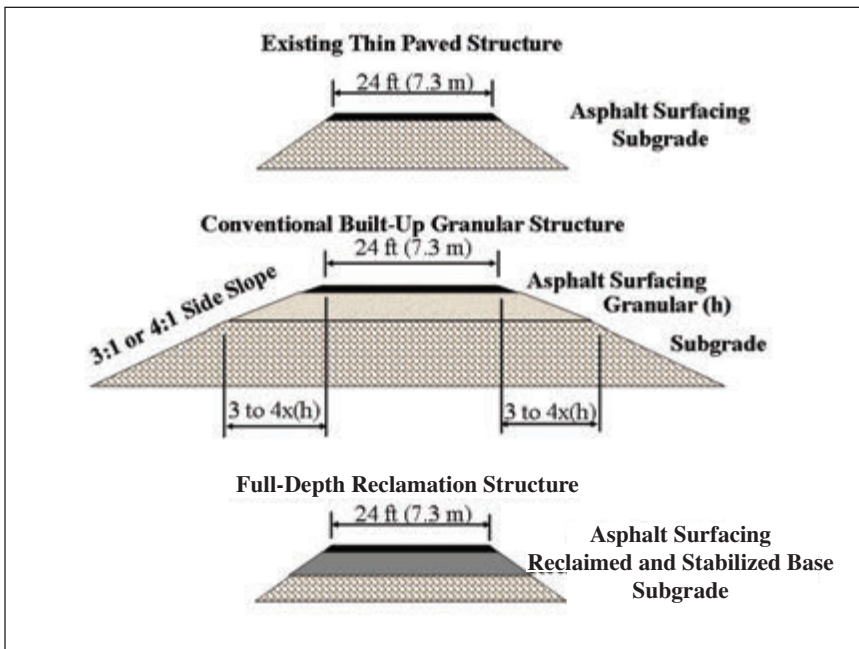 Existing Thin Paved Structure
24 ft (7.3 m)
Asphalt Surfacing
Subgrade
Conventional Built-Up Granular Structure
24 ft (7.3 m)
3:1 or 4:1 Side Slope
Asphalt Surfacing
Granular (h)
Subgrade
3 to 4x(h)
3 to 4x(h)
Full-Depth Reclamation Structure
24 ft (7.3 m)
Asphalt Surfacing
Reclaimed and Stabilized Base
Subgrade